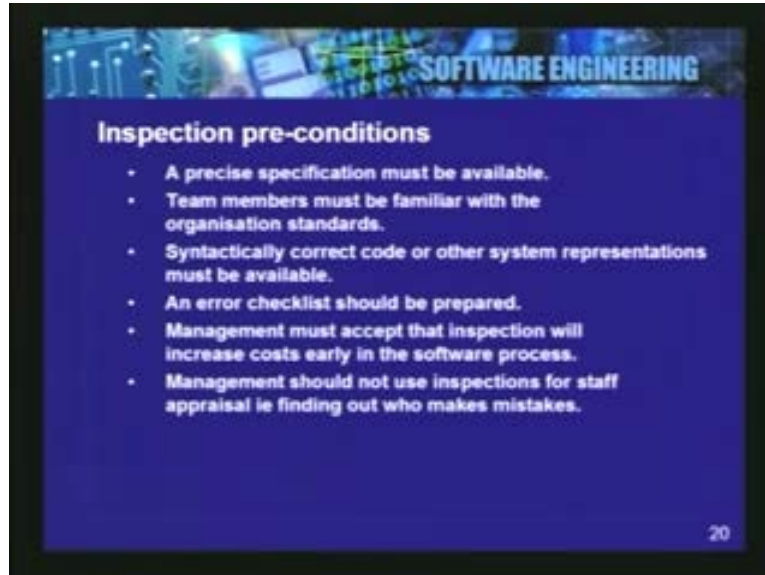 SOFTWARE ENGINEERING
Inspection pre-conditions
• A precise specification must be available.
• Team members must be familiar with the
organisation standards.
• Syntactically correct code or other system representations
must be available.
• An error checklist should be prepared.
• Management must accept that inspection will
increase costs early in the software process.
• Management should not use inspections for staff
appraisal ie finding out who makes mistakes.
20